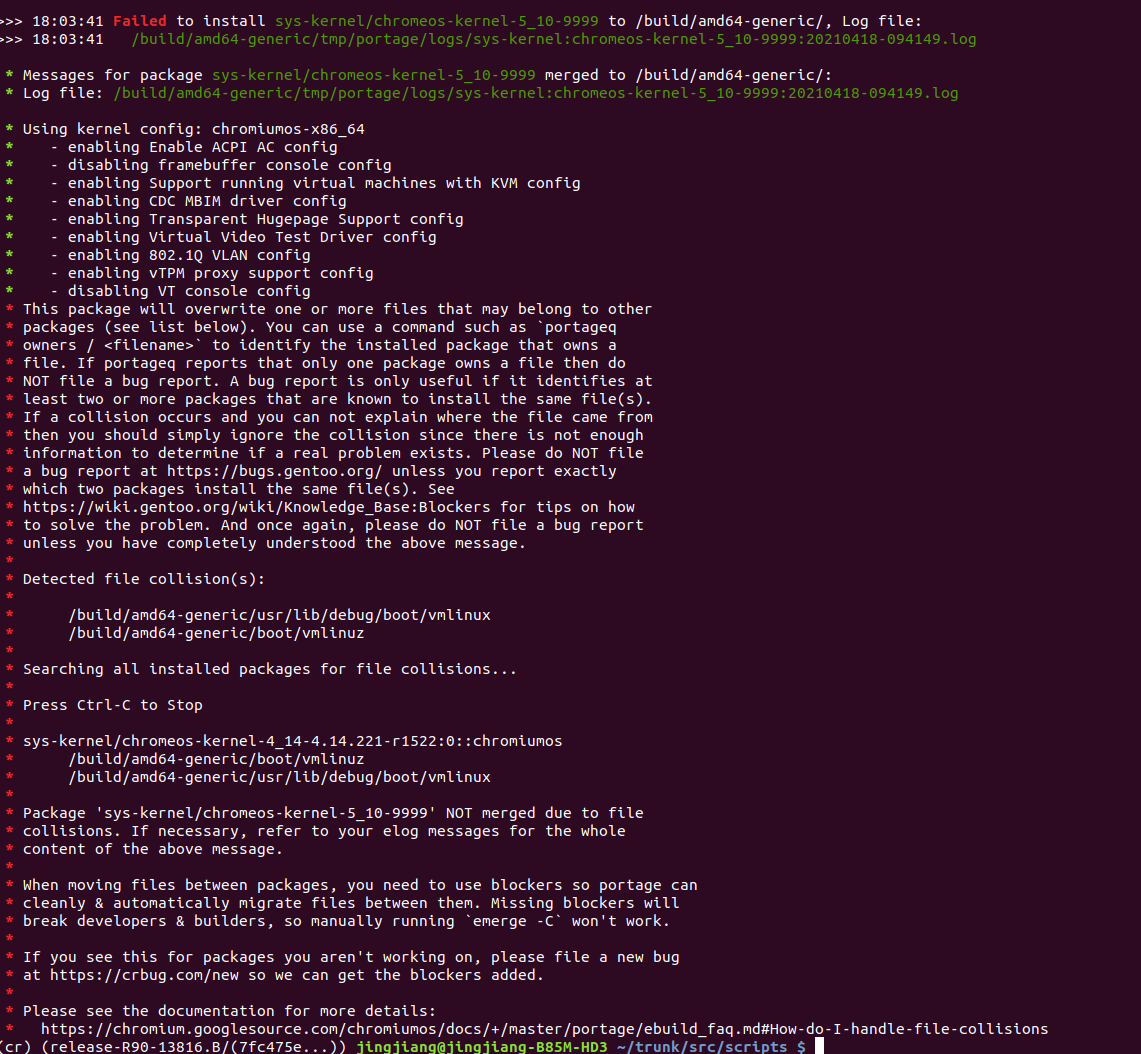 >>> 18:03:41 Failed to install sys-kernel/chromeos-kernel-5_10-9999 to /build/amd64-generic/, Log file:
>>> 18:03:41   /build/amd64-generic/tmp/portage/logs/sys-kernel:chromeos-kernel-5_10-9999:20210418-094149.log

* Messages for package sys-kernel/chromeos-kernel-5_10-9999 merged to /build/amd64-generic/:
* Log file: /build/amd64-generic/tmp/portage/logs/sys-kernel:chromeos-kernel-5_10-9999:20210418-094149.log

* Using kernel config: chromiumos-x86_64
*    - enabling Enable ACPI AC config
*    - disabling framebuffer console config
*    - enabling Support running virtual machines with KVM config
*    - enabling CDC MBIM driver config
*    - enabling Transparent Hugepage Support config
*    - enabling Virtual Video Test Driver config
*    - enabling 802.1Q VLAN config
*    - enabling vTPM proxy support config
*    - disabling VT console config
* This package will overwrite one or more files that may belong to other
* packages (see list below). You can use a command such as `portageq
* owners / <filename>` to identify the installed package that owns a
* file. If portageq reports that only one package owns a file then do
* NOT file a bug report. A bug report is only useful if it identifies at
* least two or more packages that are known to install the same file(s).
* If a collision occurs and you can not explain where the file came from
* then you should simply ignore the collision since there is not enough
* information to determine if a real problem exists. Please do NOT file
* a bug report at https://bugs.gentoo.org/ unless you report exactly
* which two packages install the same file(s). See
* https://wiki.gentoo.org/wiki/Knowledge_Base:Blockers for tips on how
* to solve the problem. And once again, please do NOT file a bug report
* unless you have completely understood the above message.
*
* Detected file collision(s):
*
*      /build/amd64-generic/usr/lib/debug/boot/vmlinux
*      /build/amd64-generic/boot/vmlinuz
*
* Searching all installed packages for file collisions...
*
* Press Ctrl-C to Stop
*
* sys-kernel/chromeos-kernel-4_14-4.14.221-r1522:0::chromiumos
*      /build/amd64-generic/boot/vmlinuz
*      /build/amd64-generic/usr/lib/debug/boot/vmlinux
*
* Package 'sys-kernel/chromeos-kernel-5_10-9999' NOT merged due to file
* collisions. If necessary, refer to your elog messages for the whole
* content of the above message.
*
* When moving files between packages, you need to use blockers so portage can
* cleanly & automatically migrate files between them. Missing blockers will
* break developers & builders, so manually running `emerge -C` won't work.
*
* If you see this for packages you aren't working on, please file a new bug
* at https://crbug.com/new so we can get the blockers added.
*
* Please see the documentation for more details:
*   https://chromium.googlesource.com/chromiumos/docs/+/master/portage/ebuild_faq.md#How-do-I-handle-file-collisions
(cr) (release-R90-13816.B/(7fc475e...)) jingjiang@jingjiang-B85M-HD3 ~/trunk/src/scripts $